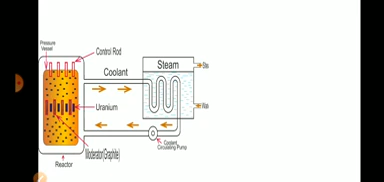 Pressure
Vessel
Control Rod
Coolant
Steam
Uranium
Moderator(Graphite)
Reactor
Coolant
Circulating Pump